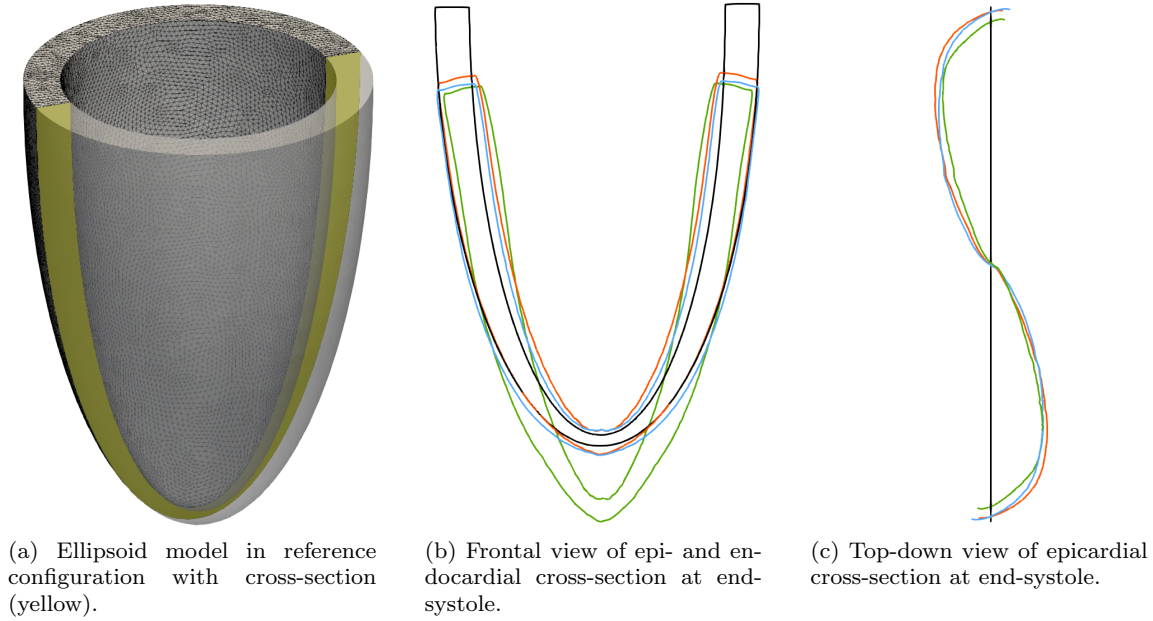 (a) Ellipsoid model in reference
configuration with cross-section
(yellow).
(b) Frontal view of epi- and en-
docardial cross-section at end-
systole.
(c) Top-down view of epicardial
cross-section at end-systole.